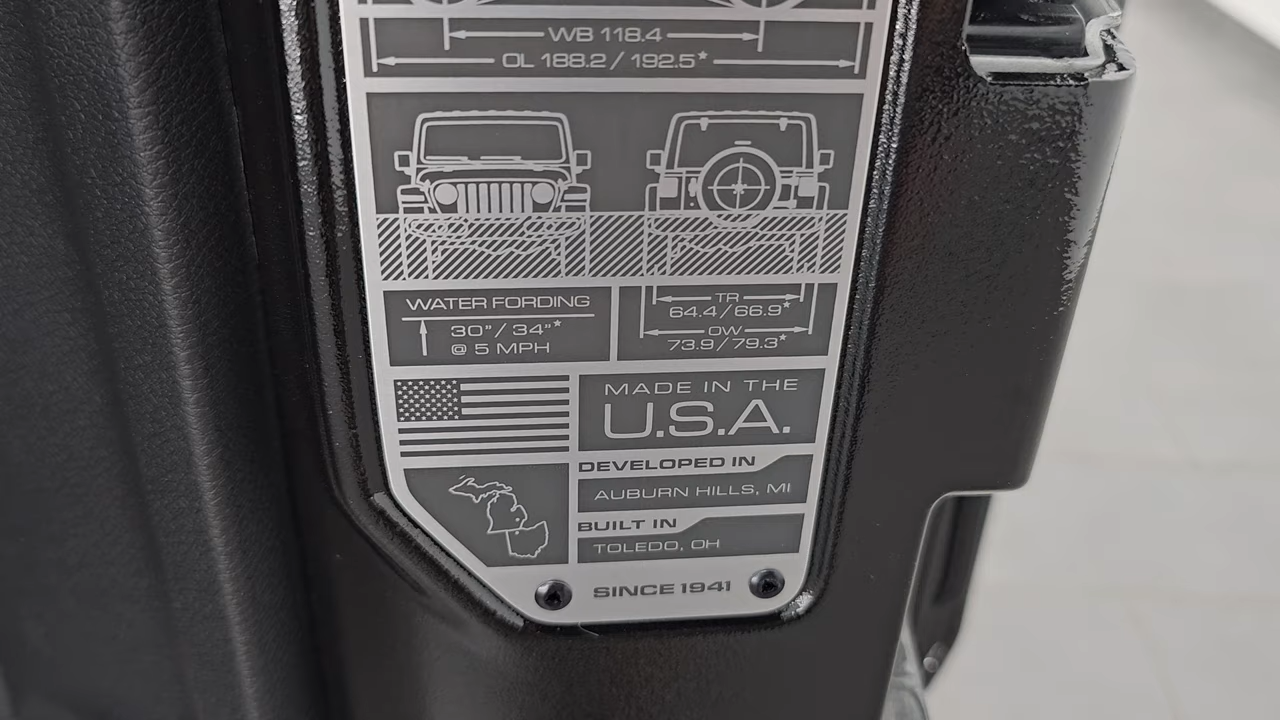 WB 118.4
OL 188.2 / 192.5*
WATER FORDING
30” / 34”*
@ 5 MPH
TR
64.4/66.9*
OW
73.9/79.3*
MADE IN THE
U.S.A.
DEVELOPED IN
AUBURN HILLS, MI
BUILT IN
TOLEDO, OH
SINCE 1941